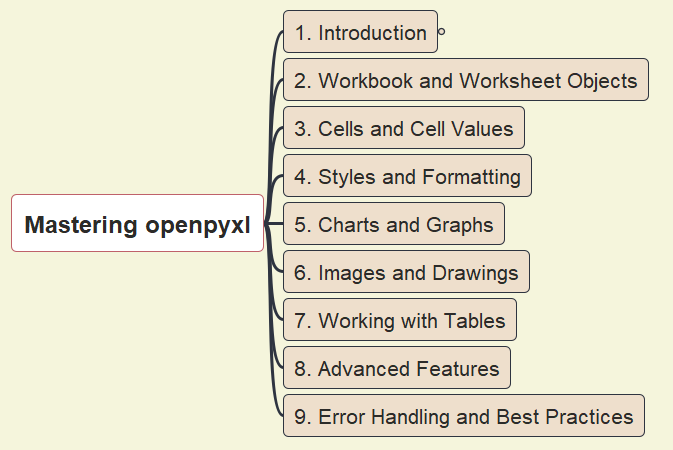 1. Introduction
2. Workbook and Worksheet Objects
3. Cells and Cell Values
4. Styles and Formatting
Mastering openpyxl
5. Charts and Graphs
6. Images and Drawings
7. Working with Tables
8. Advanced Features
9. Error Handling and Best Practices